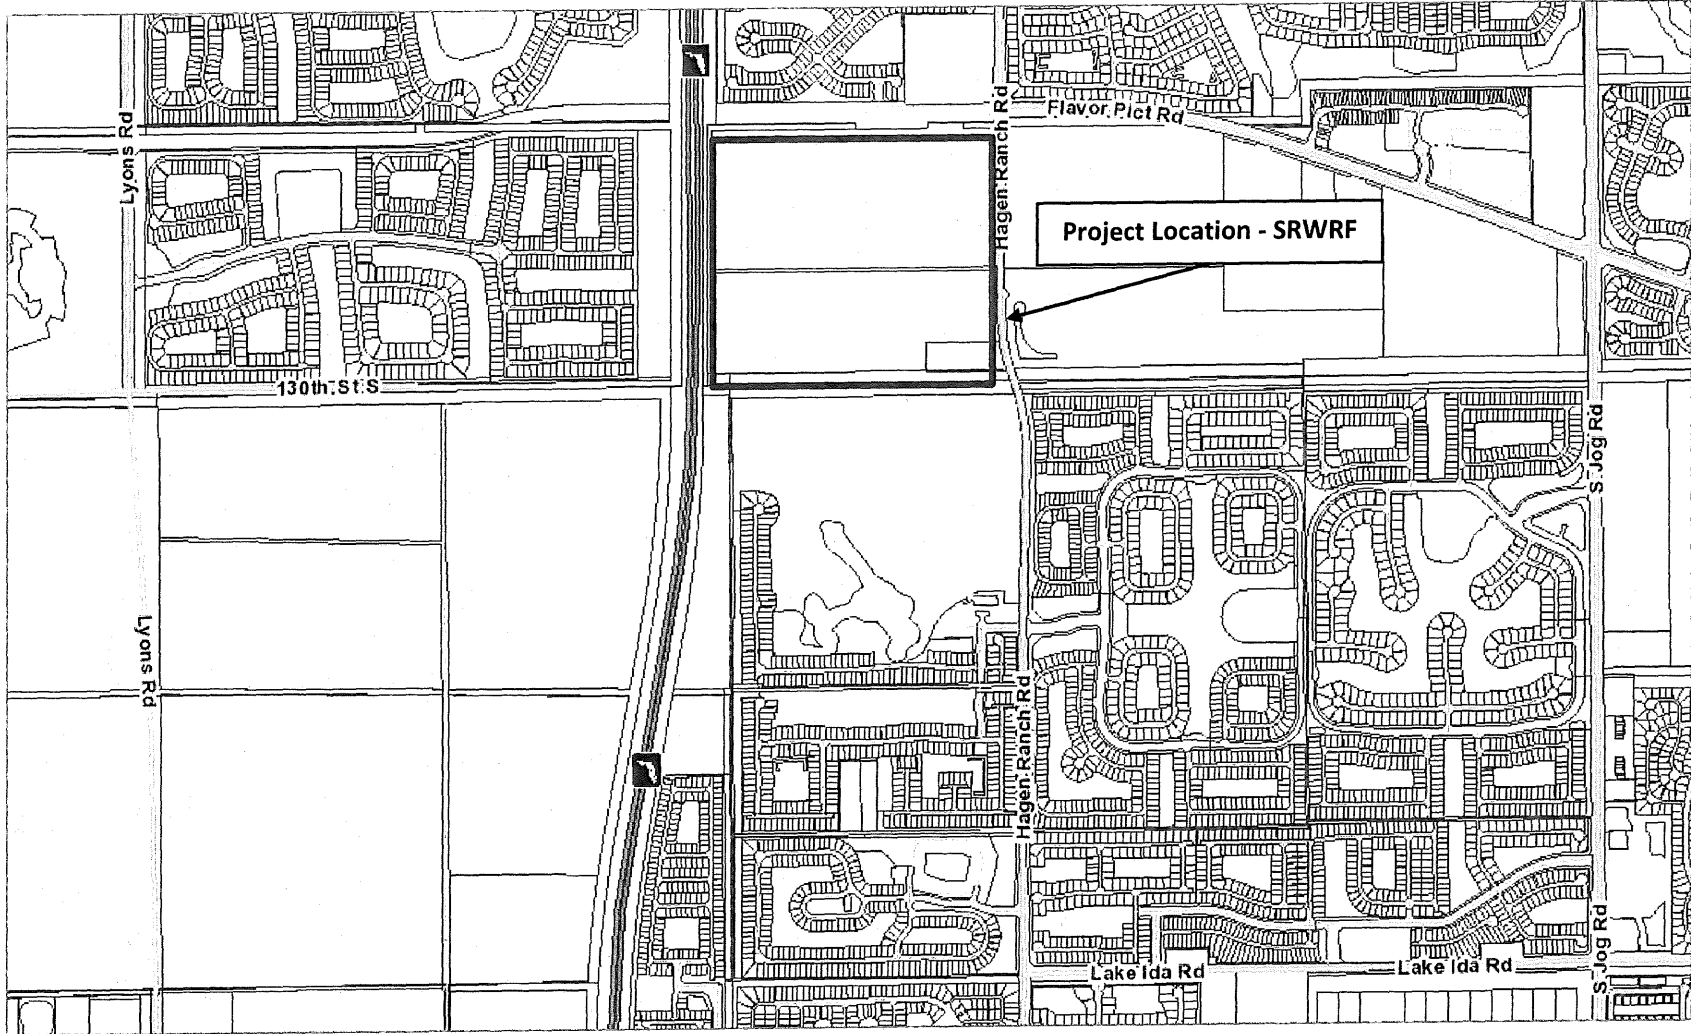 Lyons Rd
Hagen Ranch Rd
Flavor Pict Rd
Project Location - SRWRF
130th St S
S Jog Rd
Lyons Rd
Hagen Ranch Rd
Lake Ida Rd
Lake Ida Rd
S Jog Rd